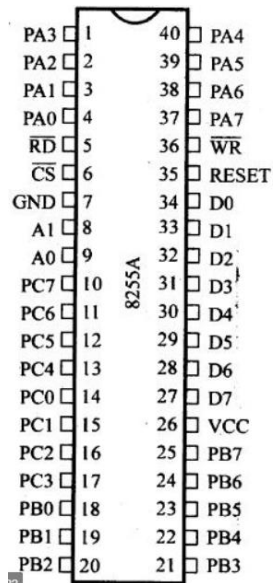 PA3 1 40 PA4
PA2 2 39 PA5
PA1 3 38 PA6
PA0 4 37 PA7
R̅D̅ 5 36 W̅R̅
C̅S̅ 6 35 RESET
GND 7 34 D0
A1 8 33 D1
A0 9 32 D2
PC7 10 31 D3
PC6 11 30 D4
PC5 12 29 D5
PC4 13 28 D6
PC0 14 27 D7
PC1 15 26 VCC
PC2 16 25 PB7
PC3 17 24 PB6
PB0 18 23 PB5
PB1 19 22 PB4
PB2 20 21 PB3
8255A